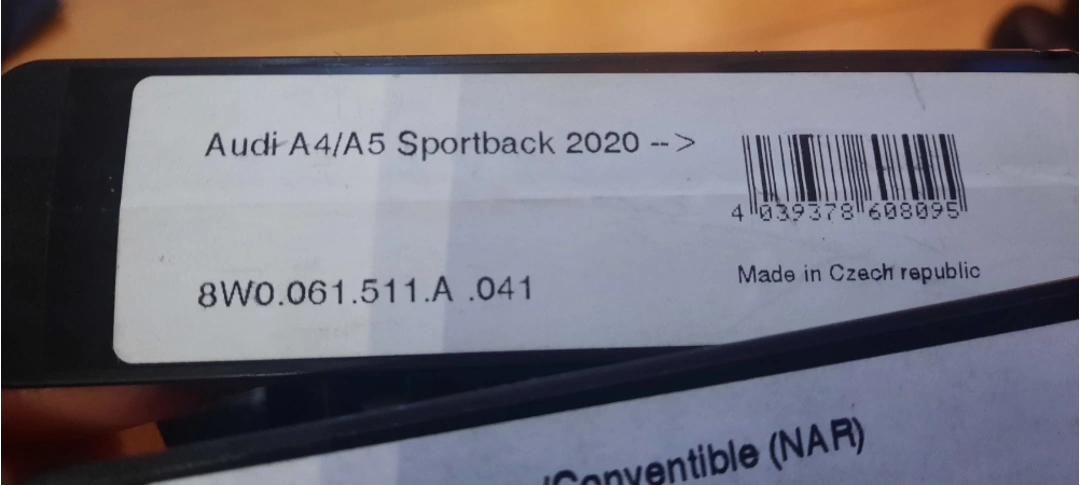 Audi A4/A5 Sportback 2020 -->
4 039378 608095
8W0.061.511.A .041
Made in Czech republic
/Conventible (NAR)